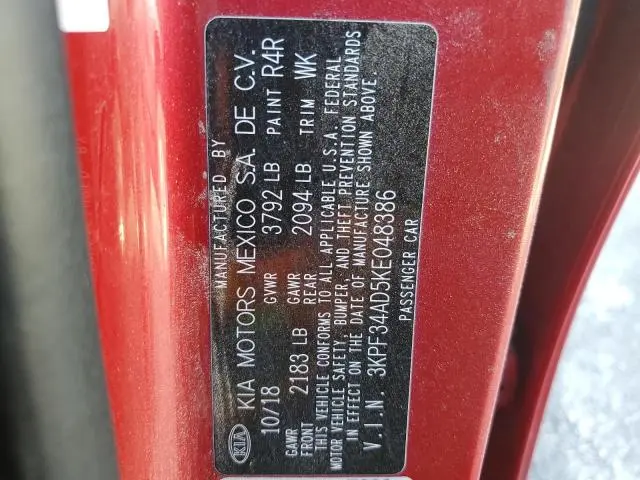 MANUFACTURED BY
KIA KIA MOTORS MEXICO S.A. DE C.V.
10/18 GVWR 3792 LB PAINT R4R
GAWR FRONT 2183 LB GAWR REAR 2094 LB TRIM WK
THIS VEHICLE CONFORMS TO ALL APPLICABLE U.S.A. FEDERAL
MOTOR VEHICLE SAFETY, BUMPER, AND THEFT PREVENTION STANDARDS
IN EFFECT ON THE DATE OF MANUFACTURE SHOWN ABOVE.
V.I.N. 3KPF34AD5KE048386
PASSENGER CAR